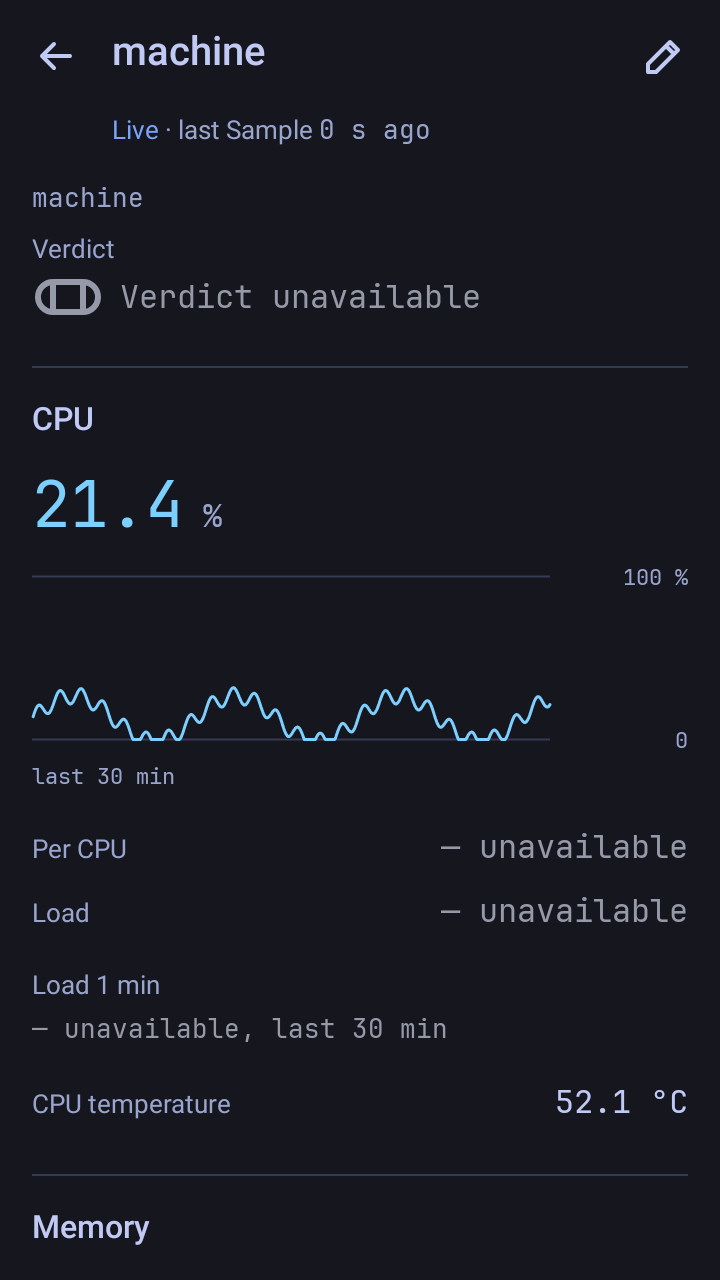 machine
Live · last Sample 0 s ago
machine
Verdict
Verdict unavailable
CPU
21.4 %
100 %
0
last 30 min
Per CPU — unavailable
Load — unavailable
Load 1 min
— unavailable, last 30 min
CPU temperature 52.1 °C
Memory